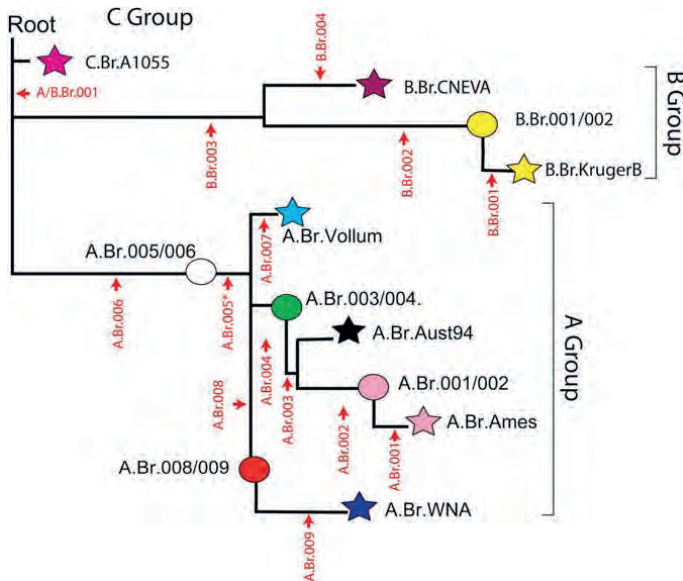 Root
C Group
C.Br.A1055
A/B.Br.001
B.Br.004
B.Br.CNEVA
B.Br.001/002
B Group
B.Br.003
B.Br.002
B.Br.001
B.Br.KrugerB
A.Br.Vollum
A.Br.005/006
A.Br.007
A.Br.006
A.Br.005*
A.Br.003/004.
A.Br.Aust94
A Group
A.Br.004
A.Br.003
A.Br.008
A.Br.001/002
A.Br.Ames
A.Br.002
A.Br.001
A.Br.008/009
A.Br.WNA
A.Br.009